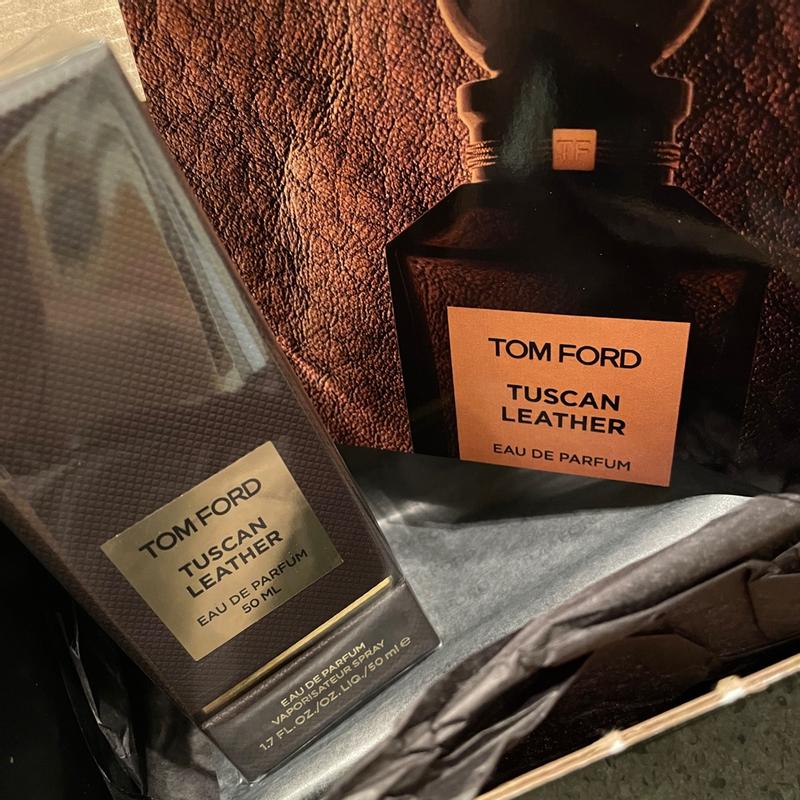 TF
TOM FORD
TUSCAN
LEATHER
EAU DE PARFUM
TOM FORD
TUSCAN
LEATHER
EAU DE PARFUM
50 ML
EAU DE PARFUM
VAPORISATEUR SPRAY
1.7 FL. OZ./OZ. LIQ./50 ml ℮